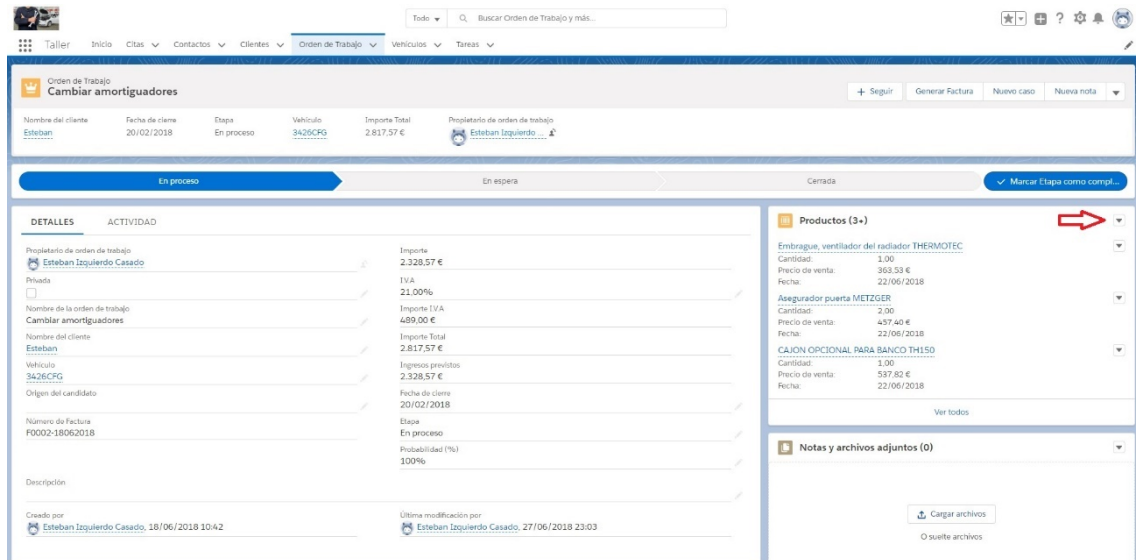 Todo
Buscar Orden de Trabajo y más...
Taller
Inicio
Citas
Contactos
Clientes
Orden de Trabajo
Vehículos
Tareas
Orden de Trabajo
Cambiar amortiguadores
+ Seguir
Generar Factura
Nuevo caso
Nueva nota
Nombre del cliente
Esteban
Fecha de cierre
20/02/2018
Etapa
En proceso
Vehículo
3426CFG
Importe Total
2.817,57 €
Propietario de orden de trabajo
Esteban Izquierdo ...
En proceso
En espera
Cerrada
Marcar Etapa como compl...
DETALLES
ACTIVIDAD
Propietario de orden de trabajo
Esteban Izquierdo Casado
Privada
Nombre de la orden de trabajo
Cambiar amortiguadores
Nombre del cliente
Esteban
Vehículo
3426CFG
Origen del candidato
Número de Factura
F0002-18062018
Importe
2.328,57 €
I.V.A
21,00%
Importe I.V.A
489,00 €
Importe Total
2.817,57 €
Ingresos previstos
2.328,57 €
Fecha de cierre
20/02/2018
Etapa
En proceso
Probabilidad (%)
100%
Descripción
Creado por
Esteban Izquierdo Casado, 18/06/2018 10:42
Última modificación por
Esteban Izquierdo Casado, 27/06/2018 23:03
Productos (3+)
Embrague, ventilador del radiador THERMOTEC
Cantidad: 1,00
Precio de venta: 363,53 €
Fecha: 22/06/2018
Asegurador puerta METZGER
Cantidad: 2,00
Precio de venta: 457,40 €
Fecha: 22/06/2018
CAJON OPCIONAL PARA BANCO TH150
Cantidad: 1,00
Precio de venta: 537,82 €
Fecha: 22/06/2018
Ver todos
Notas y archivos adjuntos (0)
Cargar archivos
O suelte archivos